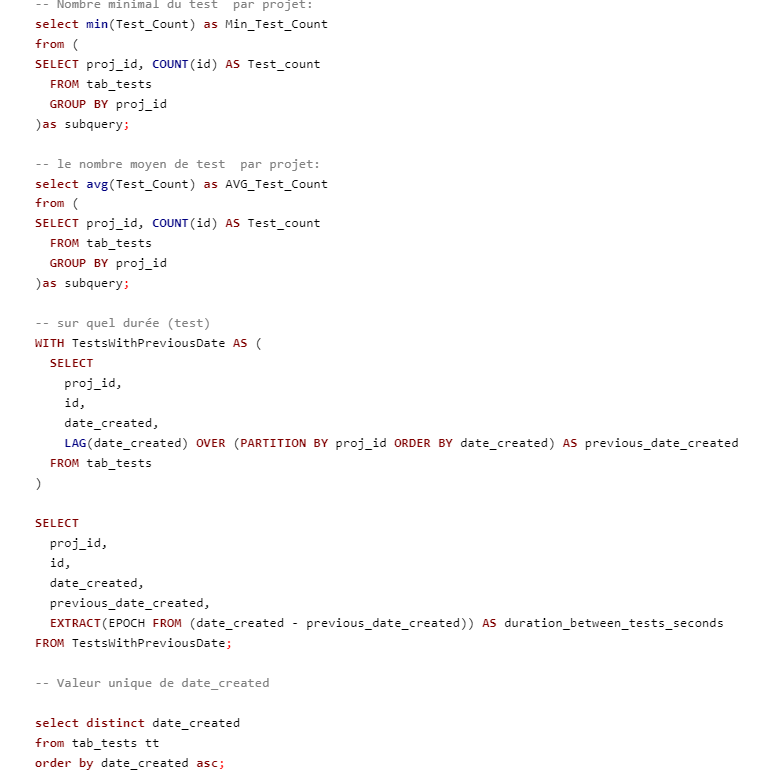 -- Nombre minimal du test  par projet:
select min(Test_Count) as Min_Test_Count
from (
SELECT proj_id, COUNT(id) AS Test_count
  FROM tab_tests
  GROUP BY proj_id
)as subquery;
-- le nombre moyen de test  par projet:
select avg(Test_Count) as AVG_Test_Count
from (
SELECT proj_id, COUNT(id) AS Test_count
  FROM tab_tests
  GROUP BY proj_id
)as subquery;
-- sur quel durée (test)
WITH TestsWithPreviousDate AS (
  SELECT
    proj_id,
    id,
    date_created,
    LAG(date_created) OVER (PARTITION BY proj_id ORDER BY date_created) AS previous_date_created
  FROM tab_tests
)
SELECT
  proj_id,
  id,
  date_created,
  previous_date_created,
  EXTRACT(EPOCH FROM (date_created - previous_date_created)) AS duration_between_tests_seconds
FROM TestsWithPreviousDate;
-- Valeur unique de date_created
select distinct date_created
from tab_tests tt
order by date_created asc;